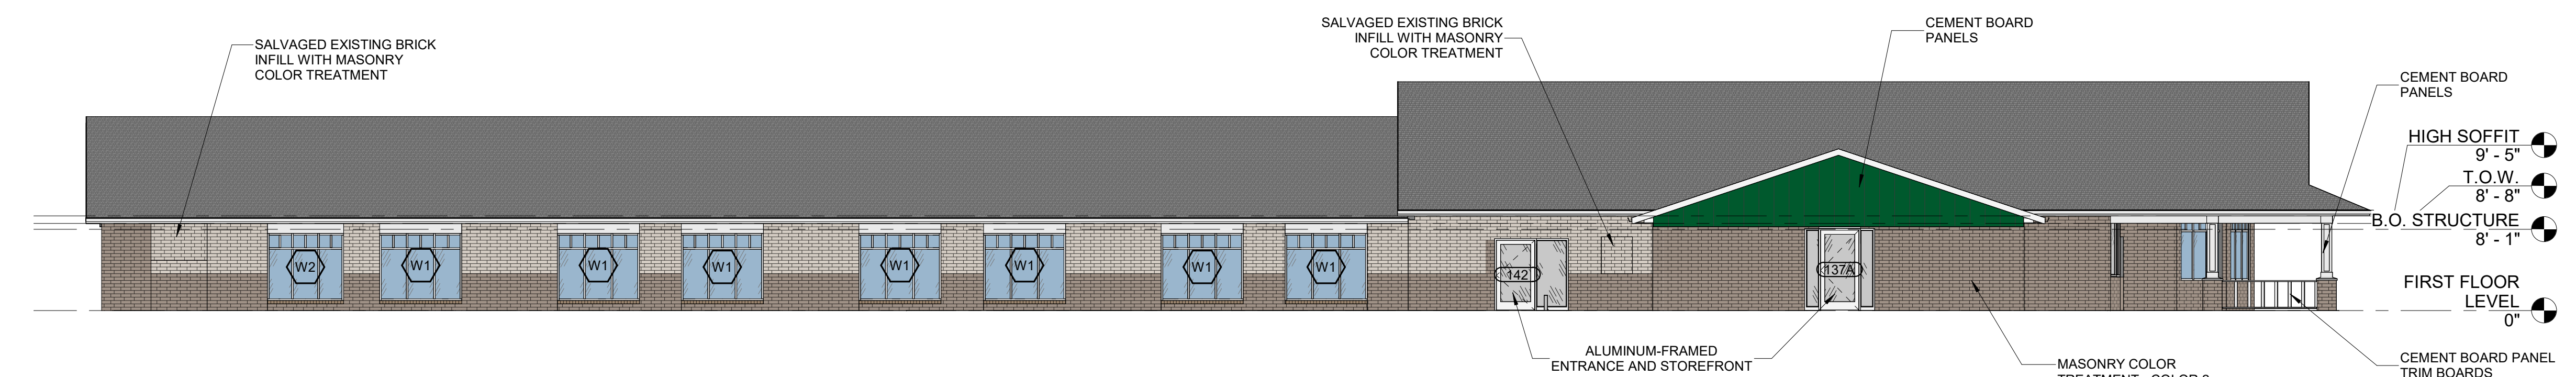 SALVAGED EXISTING BRICK
INFILL WITH MASONRY
COLOR TREATMENT
SALVAGED EXISTING BRICK
INFILL WITH MASONRY
COLOR TREATMENT
CEMENT BOARD
PANELS
CEMENT BOARD
PANELS
HIGH SOFFIT
9' - 5"
T.O.W.
8' - 8"
B.O. STRUCTURE
8' - 1"
FIRST FLOOR
LEVEL
0"
W2
W1
W1
W1
W1
W1
W1
W1
142
137A
ALUMINUM-FRAMED
ENTRANCE AND STOREFRONT
MASONRY COLOR
CEMENT BOARD PANEL
TRIM BOARDS